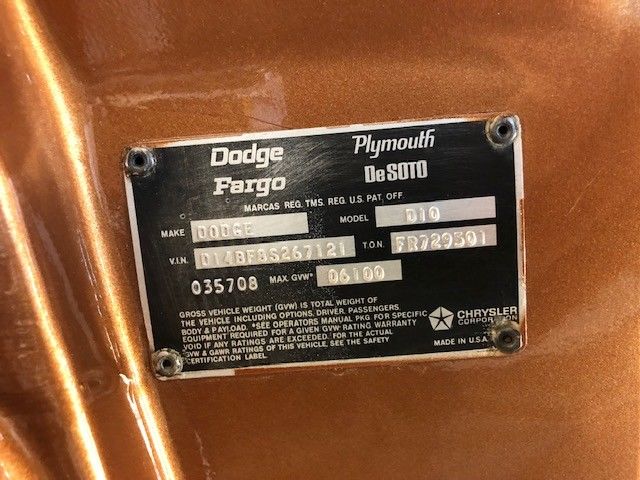 Dodge Plymouth
Fargo De SOTO
MARCAS REG. TMS. REG. U.S. PAT. OFF.
MAKE DODGE MODEL D10
V.I.N. D14BF8S267121 T.O.N. FR729301
035708 MAX. GVW* 06100
GROSS VEHICLE WEIGHT (GVW) IS TOTAL WEIGHT OF
THE VEHICLE INCLUDING OPTIONS, DRIVER, PASSENGERS,
BODY & PAYLOAD. *SEE OPERATORS MANUAL PKG. FOR SPECIFIC
EQUIPMENT REQUIRED FOR A GIVEN GVW RATING WARRANTY
VOID IF ANY RATINGS ARE EXCEEDED. FOR THE ACTUAL
GVW & GAWR RATINGS OF THIS VEHICLE, SEE THE SAFETY
CERTIFICATION LABEL.
CHRYSLER
CORPORATION
MADE IN U.S.A.